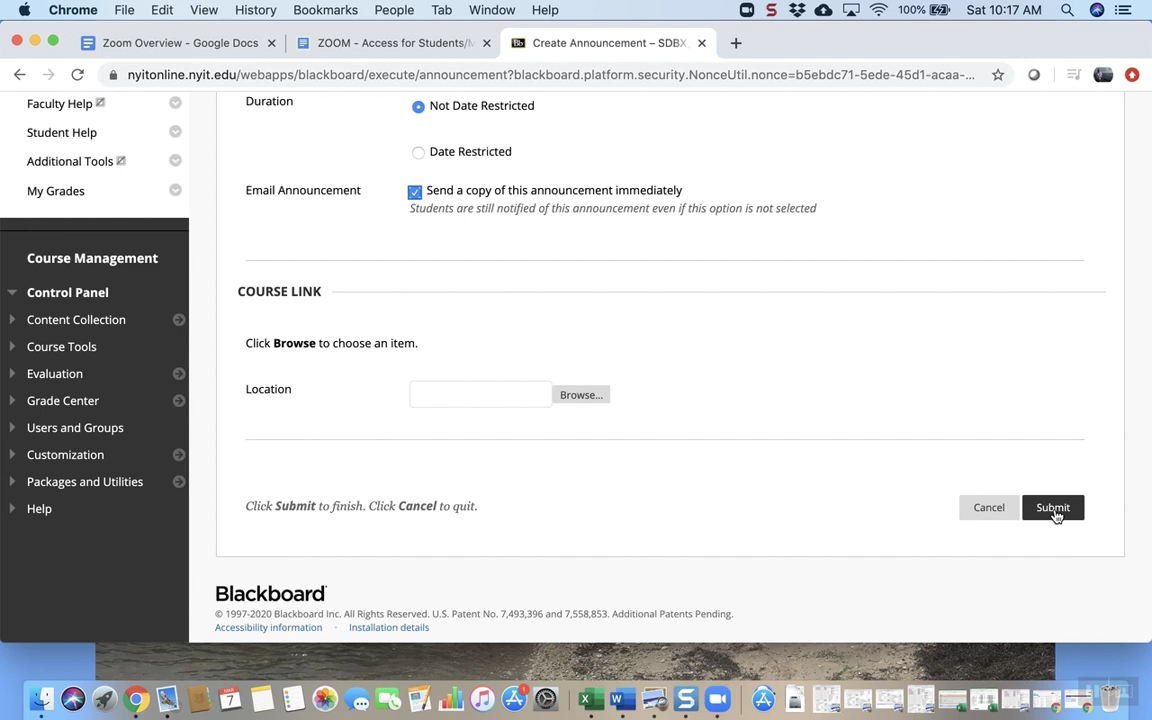 Chrome File Edit View History Bookmarks People Tab Window Help 100% Sat 10:17 AM
Zoom Overview - Google Docs ZOOM - Access for Students/ Create Announcement – SDBX_
nyitonline.nyit.edu/webapps/blackboard/execute/announcement?blackboard.platform.security.NonceUtil.nonce=b5ebdc71-5ede-45d1-acaa-...
Faculty Help
Student Help
Additional Tools
My Grades
Course Management
Control Panel
Content Collection
Course Tools
Evaluation
Grade Center
Users and Groups
Customization
Packages and Utilities
Help
Duration Not Date Restricted
Date Restricted
Email Announcement Send a copy of this announcement immediately
Students are still notified of this announcement even if this option is not selected
COURSE LINK
Click Browse to choose an item.
Location Browse...
Click Submit to finish. Click Cancel to quit. Cancel Submit
Blackboard
© 1997-2020 Blackboard Inc. All Rights Reserved. U.S. Patent No. 7,493,396 and 7,558,853. Additional Patents Pending.
Accessibility information · Installation details
7 1